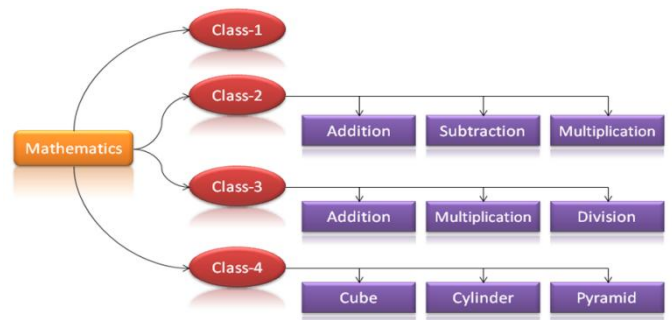 Class-1
Class-2
Addition Subtraction Multiplication
Mathematics
Class-3
Addition Multiplication Division
Class-4
Cube Cylinder Pyramid